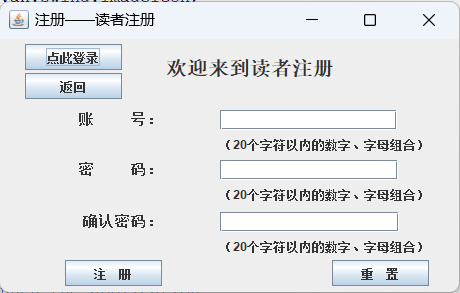 注册——读者注册
点此登录
欢迎来到读者注册
返回
账 号：
（20个字符以内的数字、字母组合）
密 码：
（20个字符以内的数字、字母组合）
确认密码：
（20个字符以内的数字、字母组合）
注 册
重 置